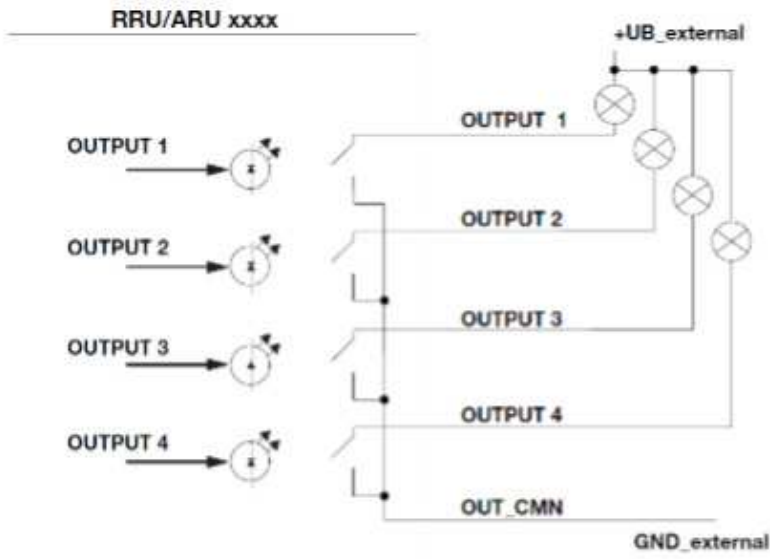 RRU/ARU xxxx
+UB_external
OUTPUT 1
OUTPUT 1
OUTPUT 2
OUTPUT 2
OUTPUT 3
OUTPUT 3
OUTPUT 4
OUTPUT 4
OUT_CMN
GND_external